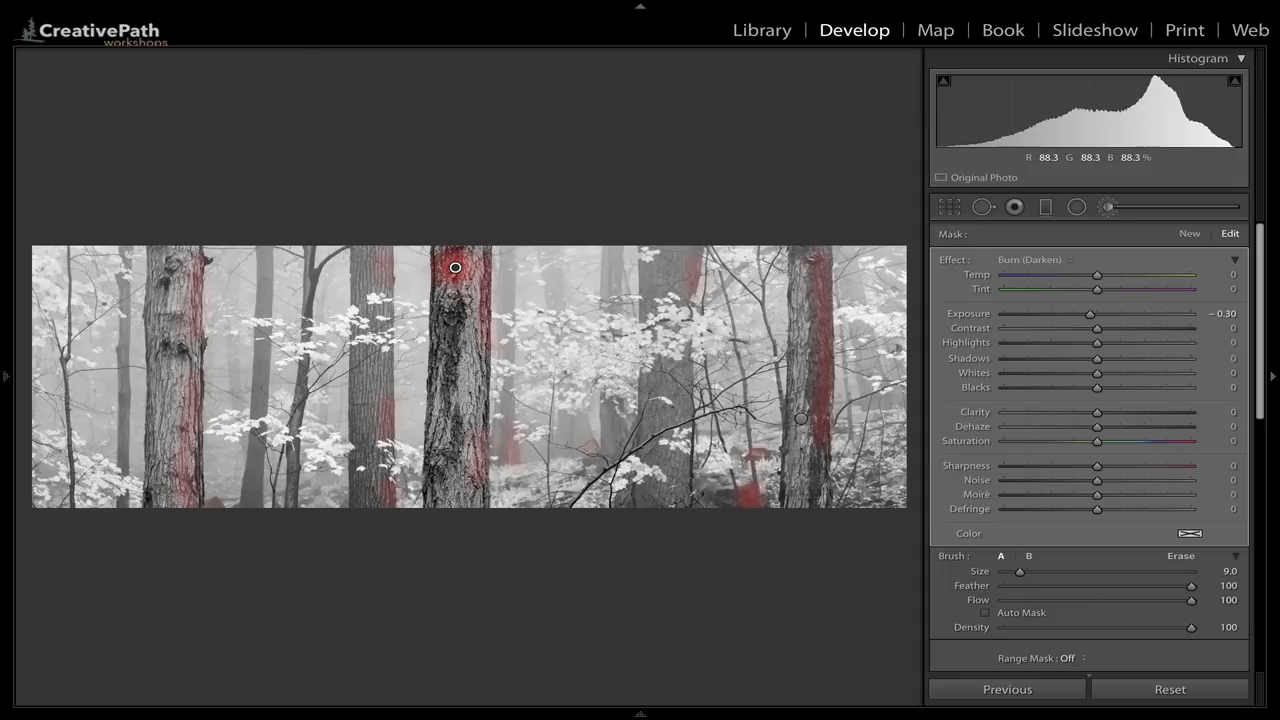 CreativePath
workshops
Library | Develop | Map | Book | Slideshow | Print | Web
Histogram
R 88.3 G 88.3 B 88.3 %
Original Photo
Mask : New Edit
Effect : Burn (Darken)
Temp 0
Tint 0
Exposure – 0.30
Contrast 0
Highlights 0
Shadows 0
Whites 0
Blacks 0
Clarity 0
Dehaze 0
Saturation 0
Sharpness 0
Noise 0
Moiré 0
Defringe 0
Color
Brush : A B Erase
Size 9.0
Feather 100
Flow 100
Auto Mask
Density 100
Range Mask : Off
Previous Reset